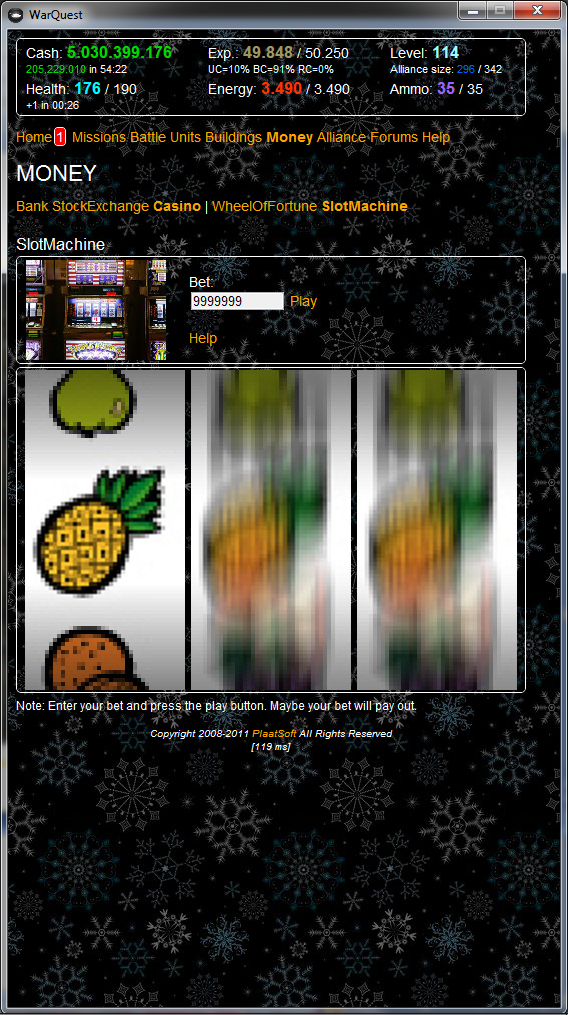 WarQuest
Cash: 5.030.399.176 Exp.: 49.848 / 50.250 Level: 114
205.229.010 in 54:22 UC=10% BC=91% RC=0% Alliance size: 296 / 342
Health: 176 / 190 Energy: 3.490 / 3.490 Ammo: 35 / 35
+1 in 00:26
Home 1 Missions Battle Units Buildings Money Alliance Forums Help
MONEY
Bank StockExchange Casino | WheelOfFortune SlotMachine
SlotMachine
Bet:
9999999 Play
Help
Note: Enter your bet and press the play button. Maybe your bet will pay out.
Copyright 2008-2011 PlaatSoft All Rights Reserved
[119 ms]